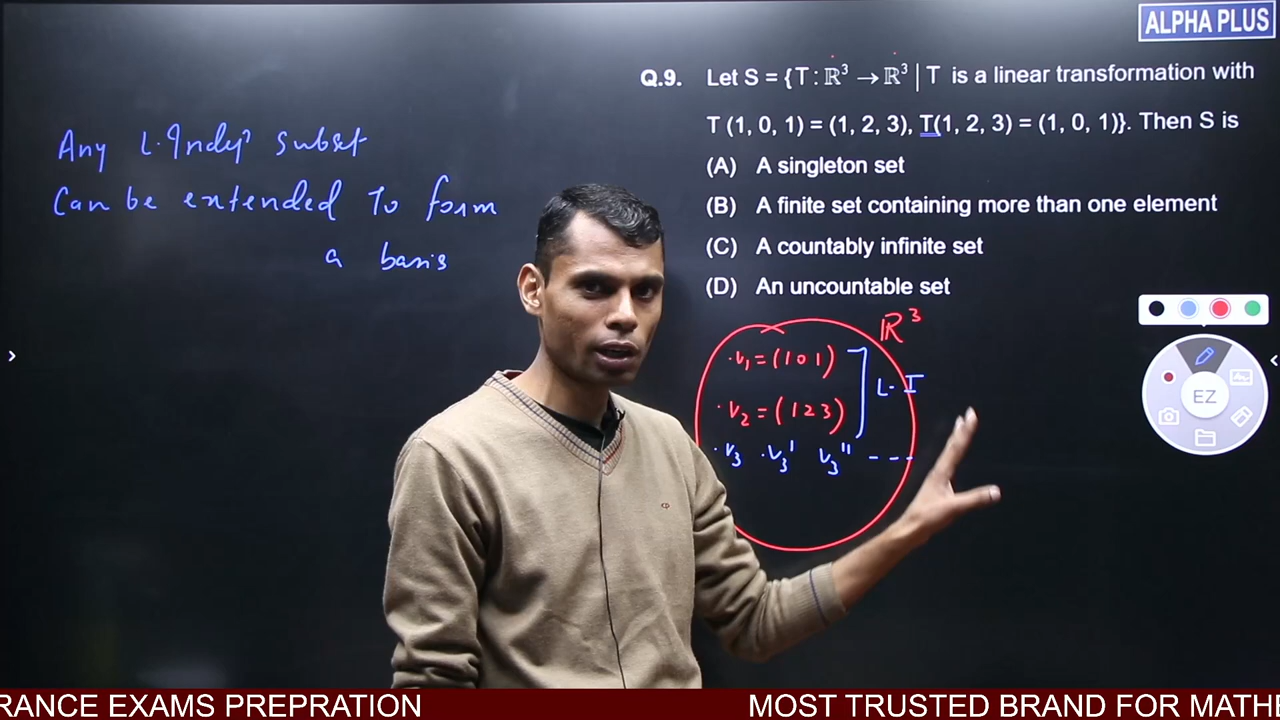 ALPHA PLUS
Q.9. Let S = {T : ℝ³ → ℝ³ | T is a linear transformation with
T (1, 0, 1) = (1, 2, 3), T(1, 2, 3) = (1, 0, 1)}. Then S is
(A) A singleton set
(B) A finite set containing more than one element
(C) A countably infinite set
(D) An uncountable set
Any L.Indep subset
Can be extended To form
a basis
ℝ³
v₁ = (1 0 1)
v₂ = (1 2 3)
L. I
v₃ v₃' v₃'' ----
EZ
RANCE EXAMS PREPRATION
MOST TRUSTED BRAND FOR MATHE